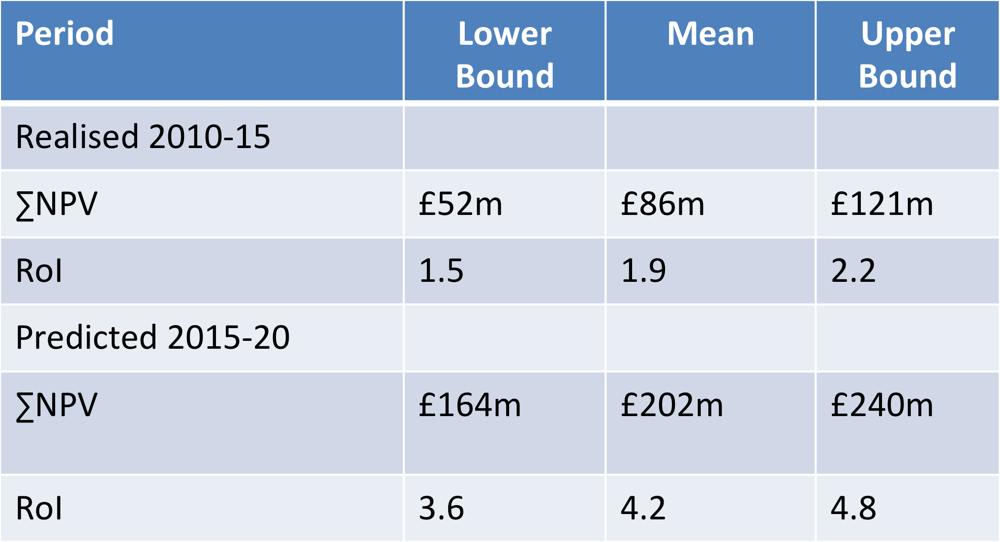 Period Lower Bound Mean Upper Bound
Realised 2010-15
∑NPV £52m £86m £121m
RoI 1.5 1.9 2.2
Predicted 2015-20
∑NPV £164m £202m £240m
RoI 3.6 4.2 4.8